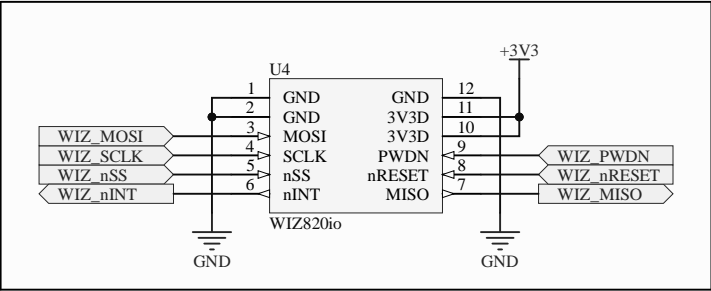 +3V3
U4
1 GND GND 12
2 GND 3V3D 11
WIZ_MOSI 3 MOSI 3V3D 10
WIZ_SCLK 4 SCLK PWDN 9 WIZ_PWDN
WIZ_nSS 5 nSS nRESET 8 WIZ_nRESET
WIZ_nINT 6 nINT MISO 7 WIZ_MISO
WIZ820io
GND GND